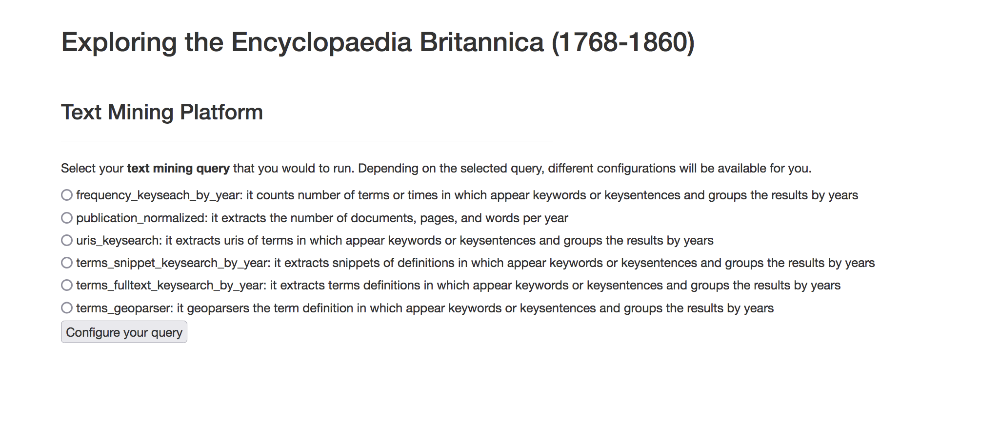 Exploring the Encyclopaedia Britannica (1768-1860)
Text Mining Platform
Select your text mining query that you would to run. Depending on the selected query, different configurations will be available for you.
frequency_keyseach_by_year: it counts number of terms or times in which appear keywords or keysentences and groups the results by years
publication_normalized: it extracts the number of documents, pages, and words per year
uris_keysearch: it extracts uris of terms in which appear keywords or keysentences and groups the results by years
terms_snippet_keysearch_by_year: it extracts snippets of definitions in which appear keywords or keysentences and groups the results by years
terms_fulltext_keysearch_by_year: it extracts terms definitions in which appear keywords or keysentences and groups the results by years
terms_geoparser: it geoparsers the term definition in which appear keywords or keysentences and groups the results by years
Configure your query